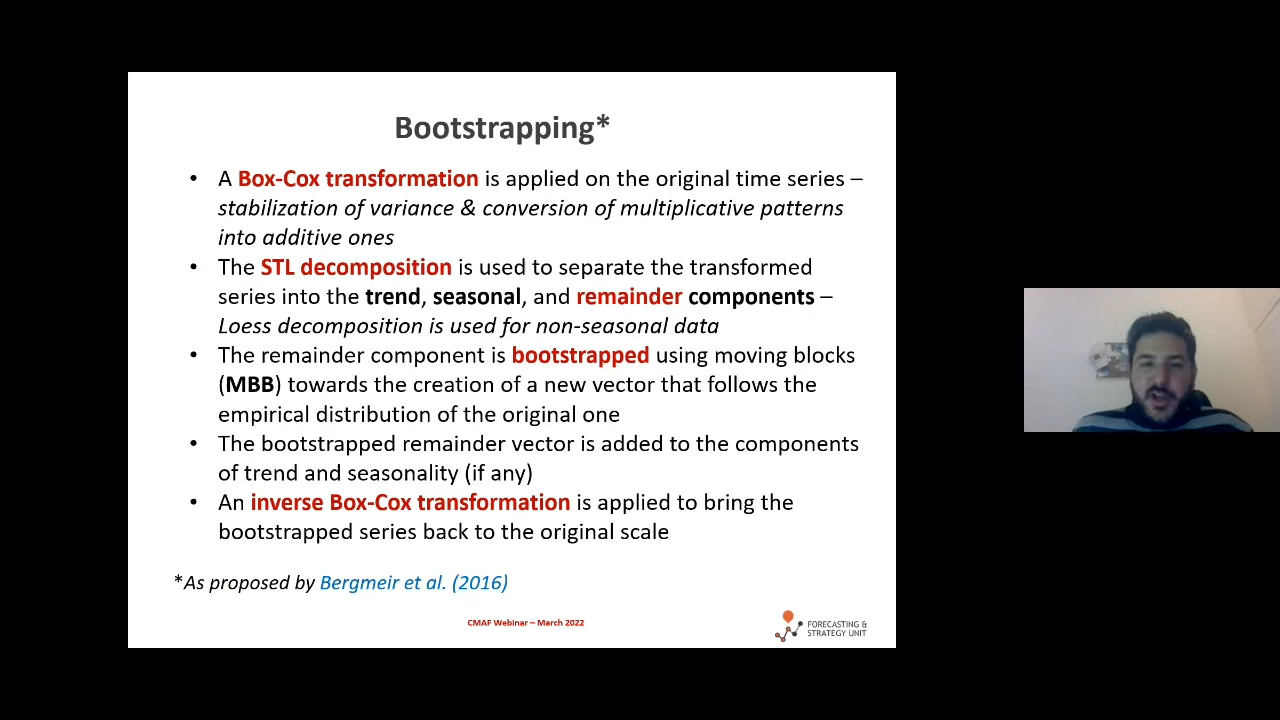 Bootstrapping*
• A Box-Cox transformation is applied on the original time series –
stabilization of variance & conversion of multiplicative patterns
into additive ones
• The STL decomposition is used to separate the transformed
series into the trend, seasonal, and remainder components –
Loess decomposition is used for non-seasonal data
• The remainder component is bootstrapped using moving blocks
(MBB) towards the creation of a new vector that follows the
empirical distribution of the original one
• The bootstrapped remainder vector is added to the components
of trend and seasonality (if any)
• An inverse Box-Cox transformation is applied to bring the
bootstrapped series back to the original scale
*As proposed by Bergmeir et al. (2016)
CMAF Webinar – March 2022
FORECASTING &
STRATEGY UNIT